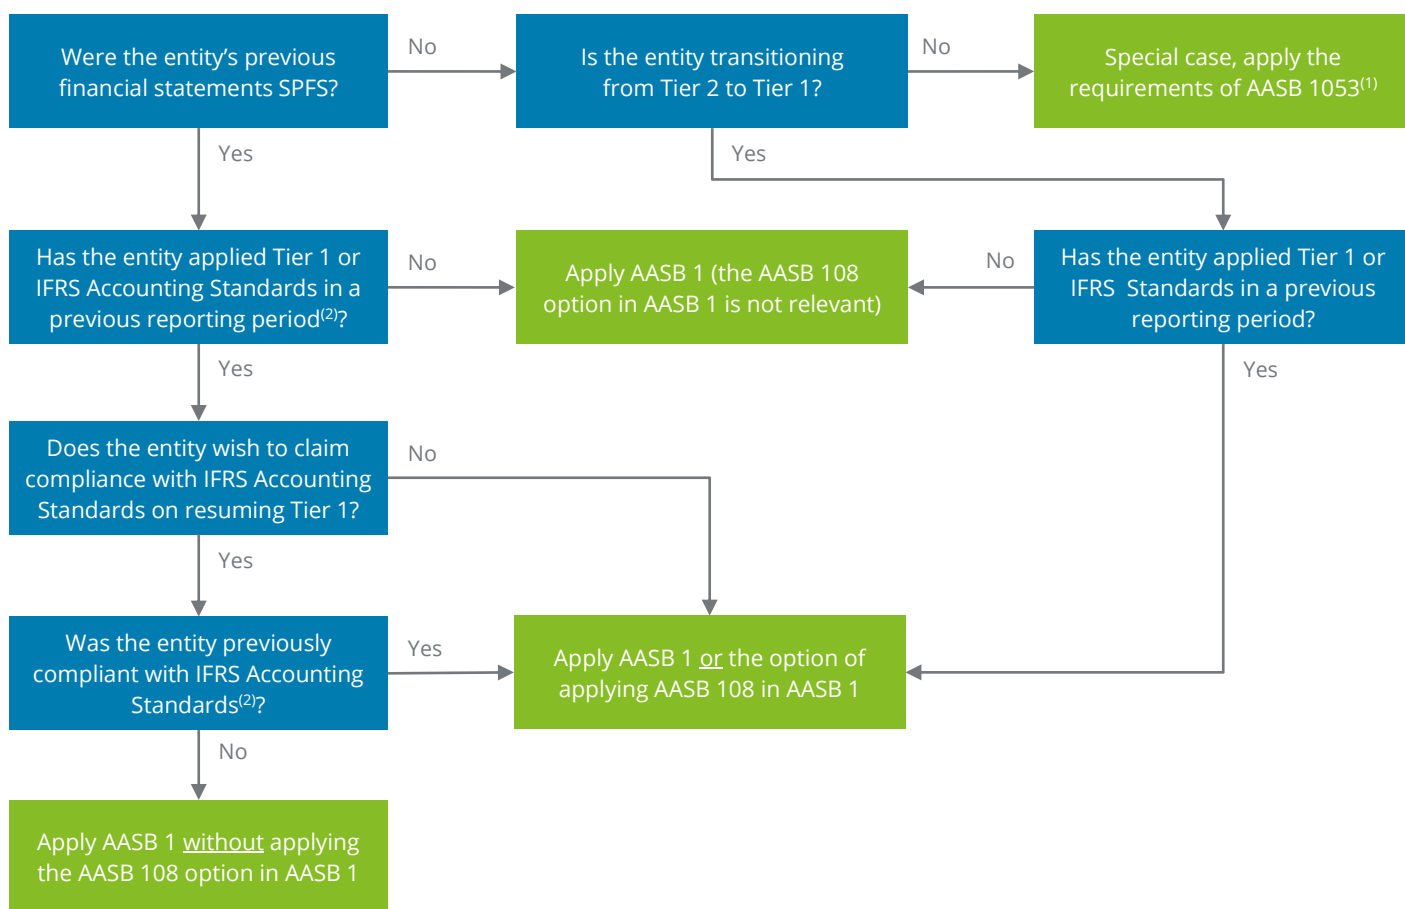 Were the entity's previous
financial statements SPFS?
No
Is the entity transitioning
from Tier 2 to Tier 1?
No
Special case, apply the
requirements of AASB 1053(1)
Yes
Yes
Has the entity applied Tier 1 or
IFRS Accounting Standards in a
previous reporting period(2)?
No
Apply AASB 1 (the AASB 108
option in AASB 1 is not relevant)
No
Has the entity applied Tier 1 or
IFRS Standards in a previous
reporting period?
Yes
Yes
Does the entity wish to claim
compliance with IFRS Accounting
Standards on resuming Tier 1?
No
Yes
Was the entity previously
compliant with IFRS Accounting
Standards(2)?
Yes
Apply AASB 1 or the option of
applying AASB 108 in AASB 1
No
Apply AASB 1 without applying
the AASB 108 option in AASB 1